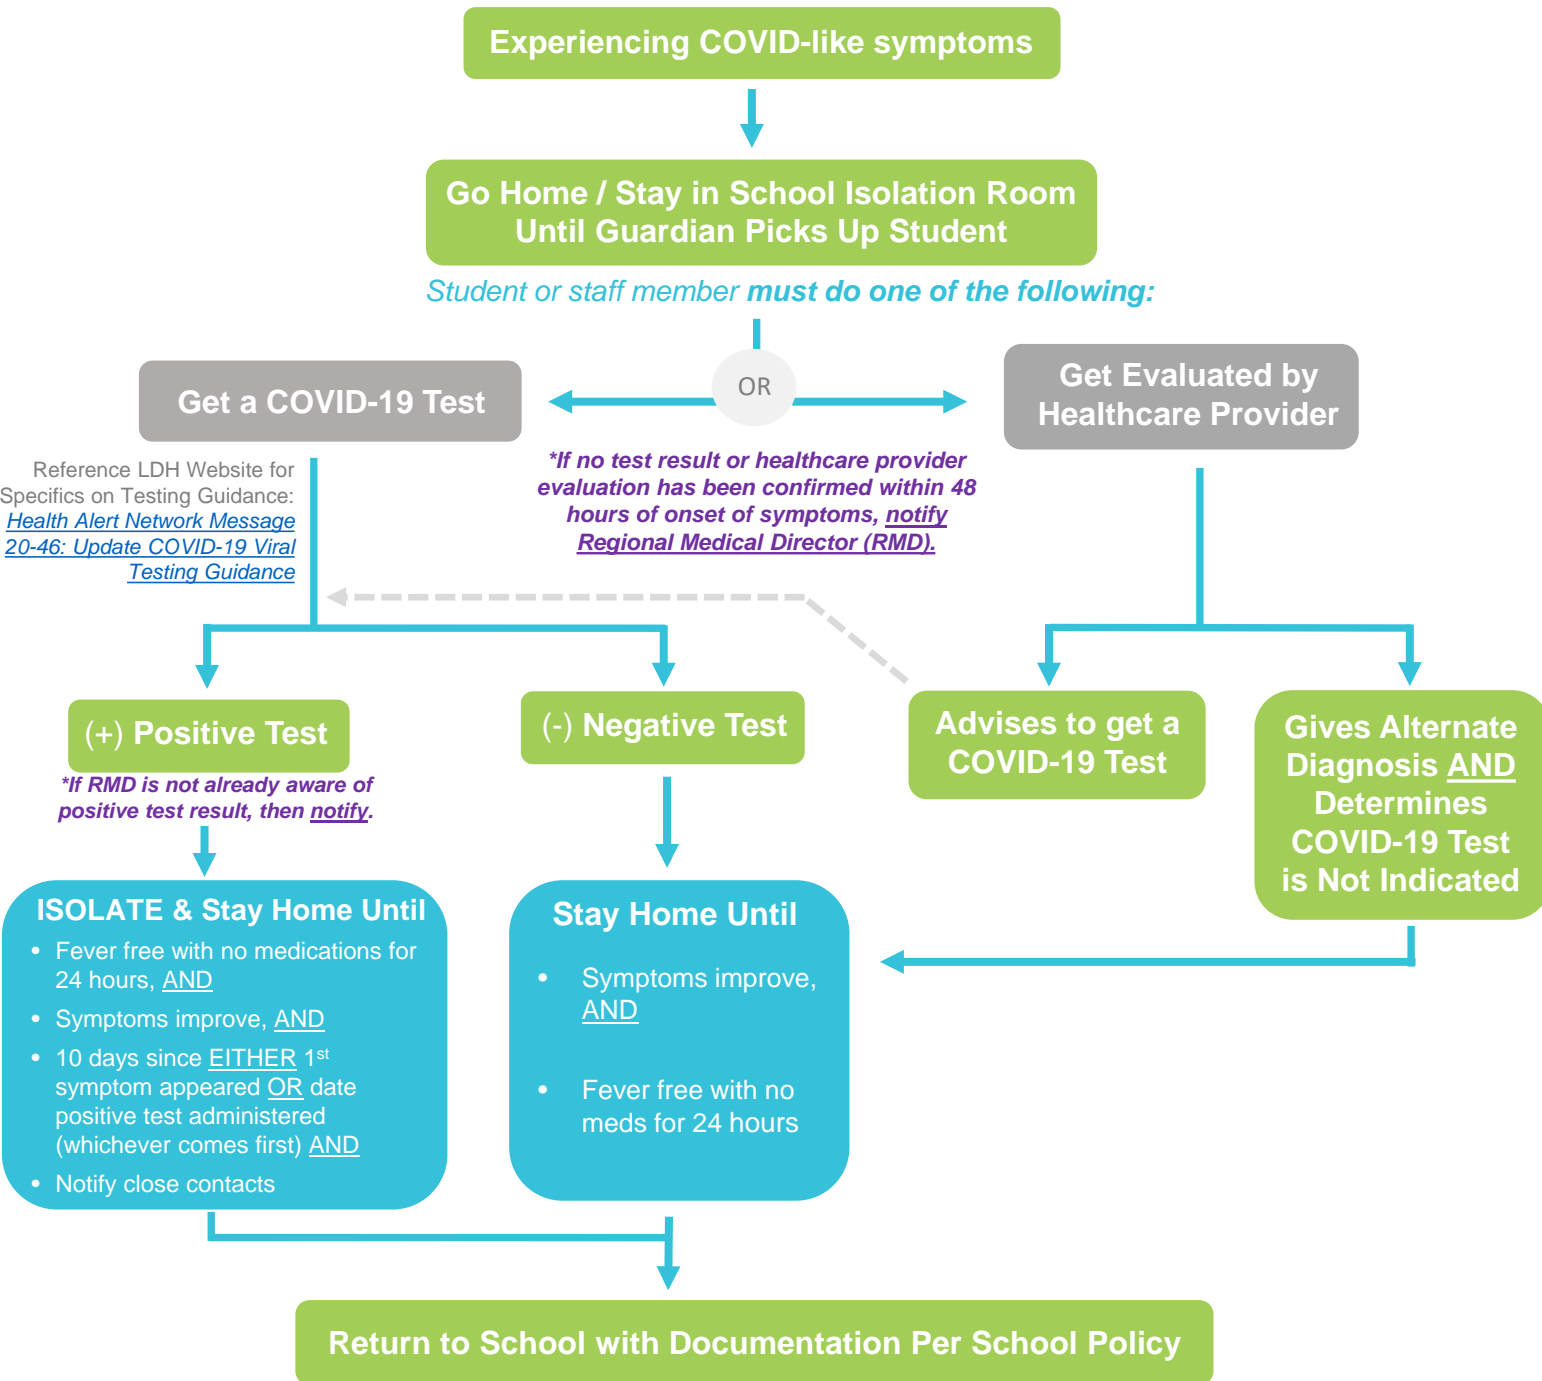 Experiencing COVID-like symptoms
Go Home / Stay in School Isolation Room
Until Guardian Picks Up Student
Student or staff member must do one of the following:
OR
Get a COVID-19 Test
Get Evaluated by
Healthcare Provider
Reference LDH Website for
Specifics on Testing Guidance:
Health Alert Network Message
20-46: Update COVID-19 Viral
Testing Guidance
*If no test result or healthcare provider
evaluation has been confirmed within 48
hours of onset of symptoms, notify
Regional Medical Director (RMD).
(+) Positive Test
*If RMD is not already aware of
positive test result, then notify.
(-) Negative Test
Advises to get a
COVID-19 Test
Gives Alternate
Diagnosis AND
Determines
COVID-19 Test
is Not Indicated
ISOLATE & Stay Home Until
• Fever free with no medications for
24 hours, AND
• Symptoms improve, AND
• 10 days since EITHER 1st
symptom appeared OR date
positive test administered
(whichever comes first) AND
• Notify close contacts
Stay Home Until
• Symptoms improve,
AND
• Fever free with no
meds for 24 hours
Return to School with Documentation Per School Policy